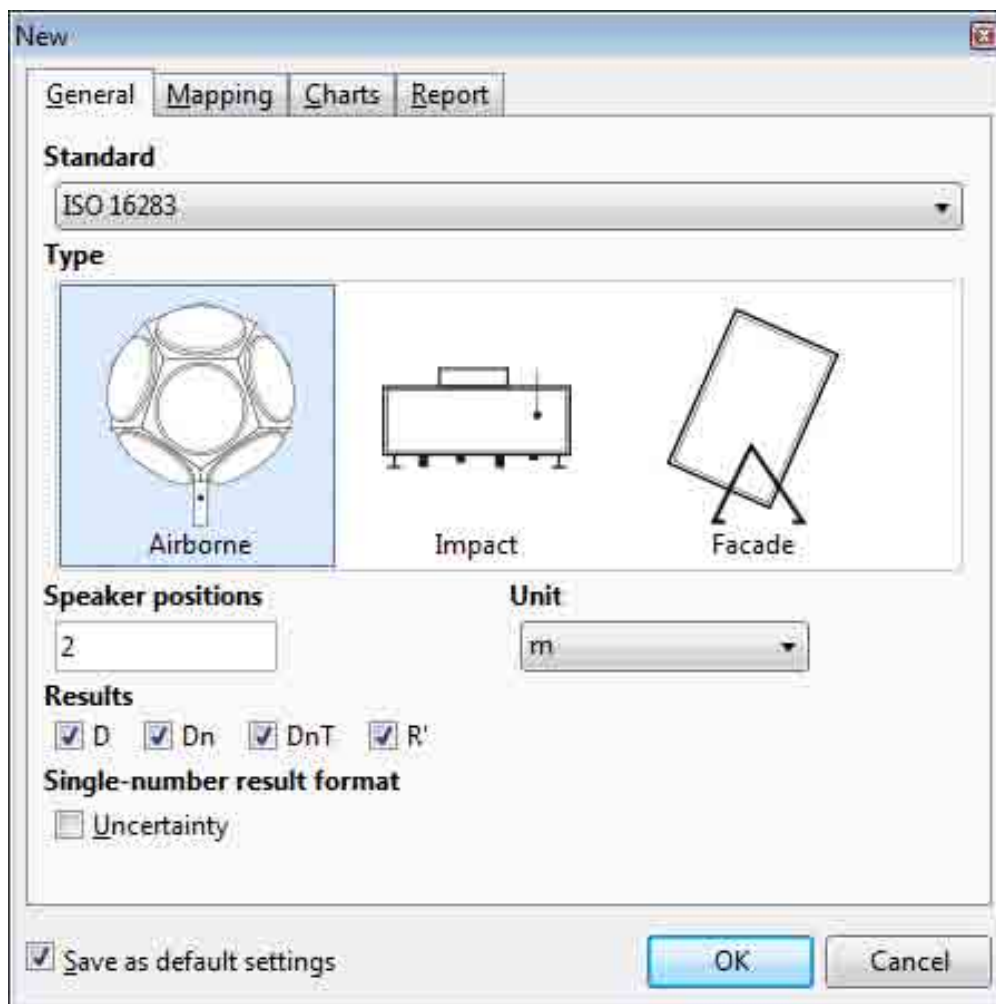 New
General Mapping Charts Report
Standard
ISO 16283
Type
Airborne Impact Facade
Speaker positions Unit
2 m
Results
D Dn DnT R'
Single-number result format
Uncertainty
Save as default settings OK Cancel